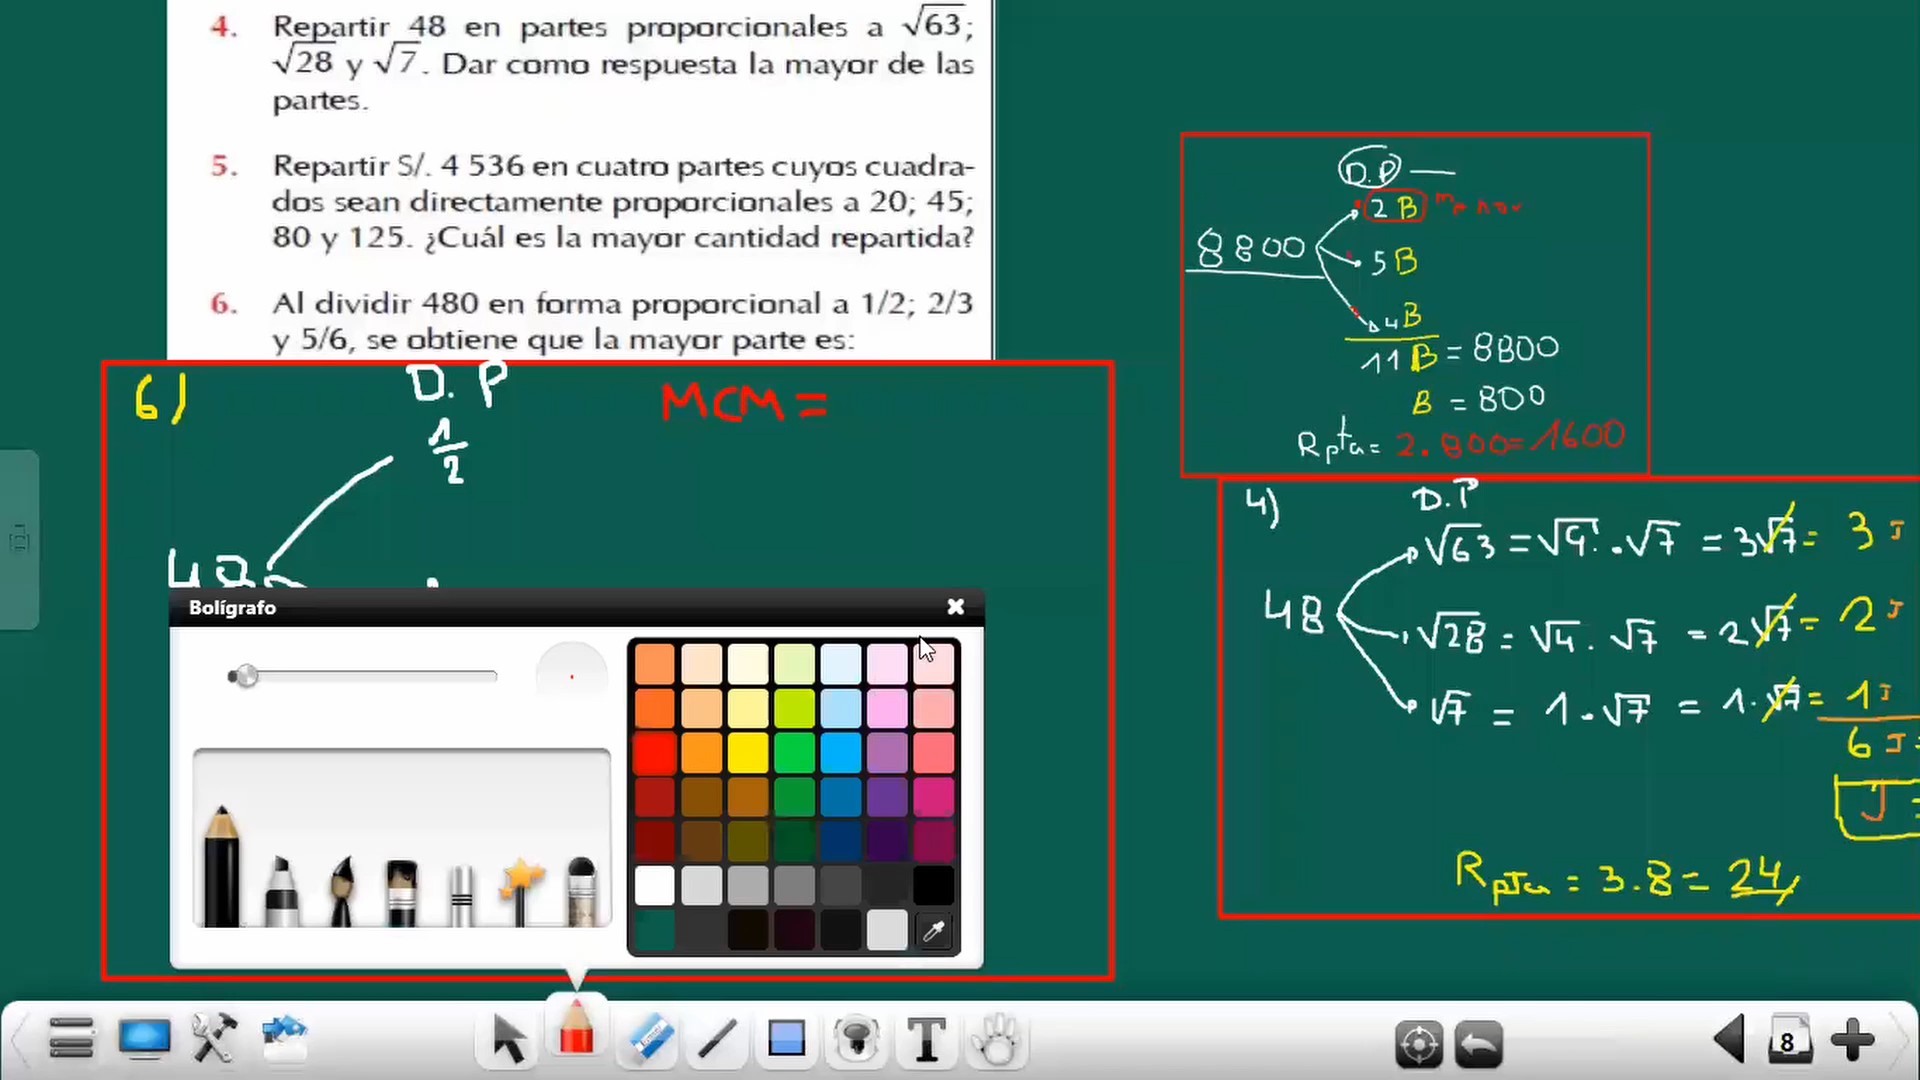 4. Repartir 48 en partes proporcionales a √63;
√28 y √7. Dar como respuesta la mayor de las
partes.
5. Repartir S/. 4 536 en cuatro partes cuyos cuadra-
dos sean directamente proporcionales a 20; 45;
80 y 125. ¿Cuál es la mayor cantidad repartida?
6. Al dividir 480 en forma proporcional a 1/2; 2/3
y 5/6, se obtiene que la mayor parte es:
6)
D. P
MCM =
1/2
Bolígrafo
D.P
2 B menor
8800
5 B
4 B
11 B = 8800
B = 800
Rpta = 2. 800 = 1600
4)
D.P
√63 = √9 . √7 = 3√7 = 3 J
48
√28 = √4 . √7 = 2√7 = 2 J
√7 = 1 . √7 = 1 . √7 = 1 J
6 J =
J =
Rpta = 3.8 = 24
8